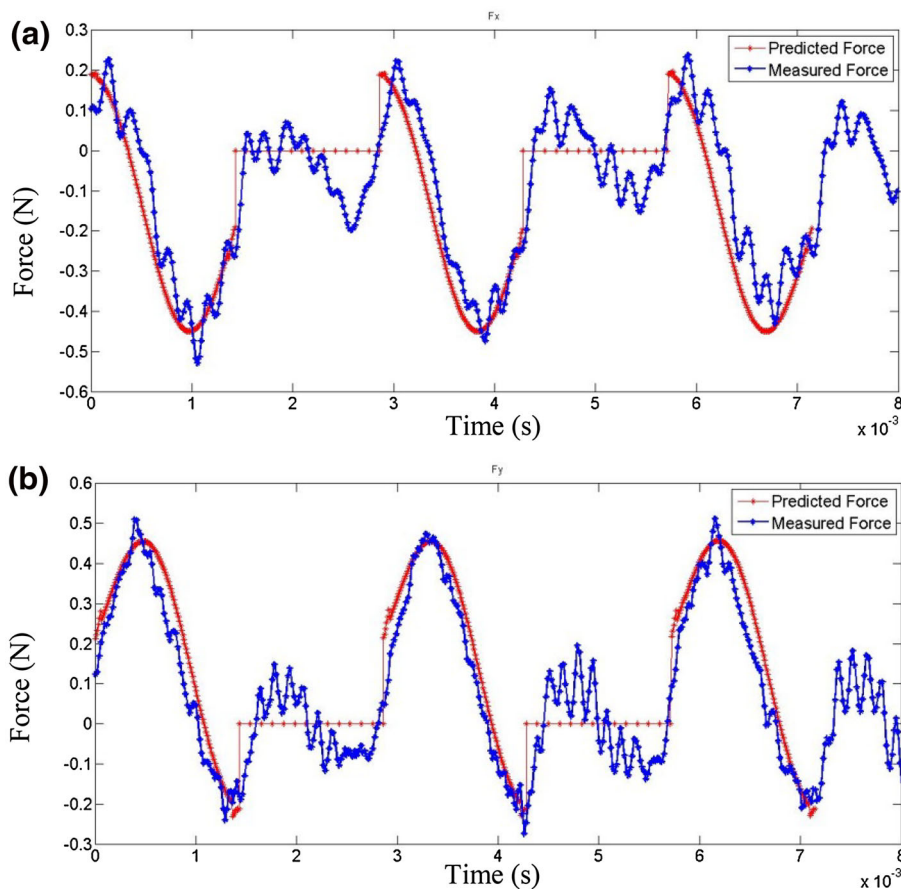 (a)
Fx
Predicted Force
Measured Force
0.3
0.2
0.1
0
-0.1
-0.2
-0.3
-0.4
-0.5
-0.6
Force (N)
0 1 2 3 4 5 6 7 8
Time (s)
x 10-3
(b)
Fy
Predicted Force
Measured Force
0.6
0.5
0.4
0.3
0.2
0.1
0
-0.1
-0.2
-0.3
Force (N)
0 1 2 3 4 5 6 7 8
Time (s)
x 10-3